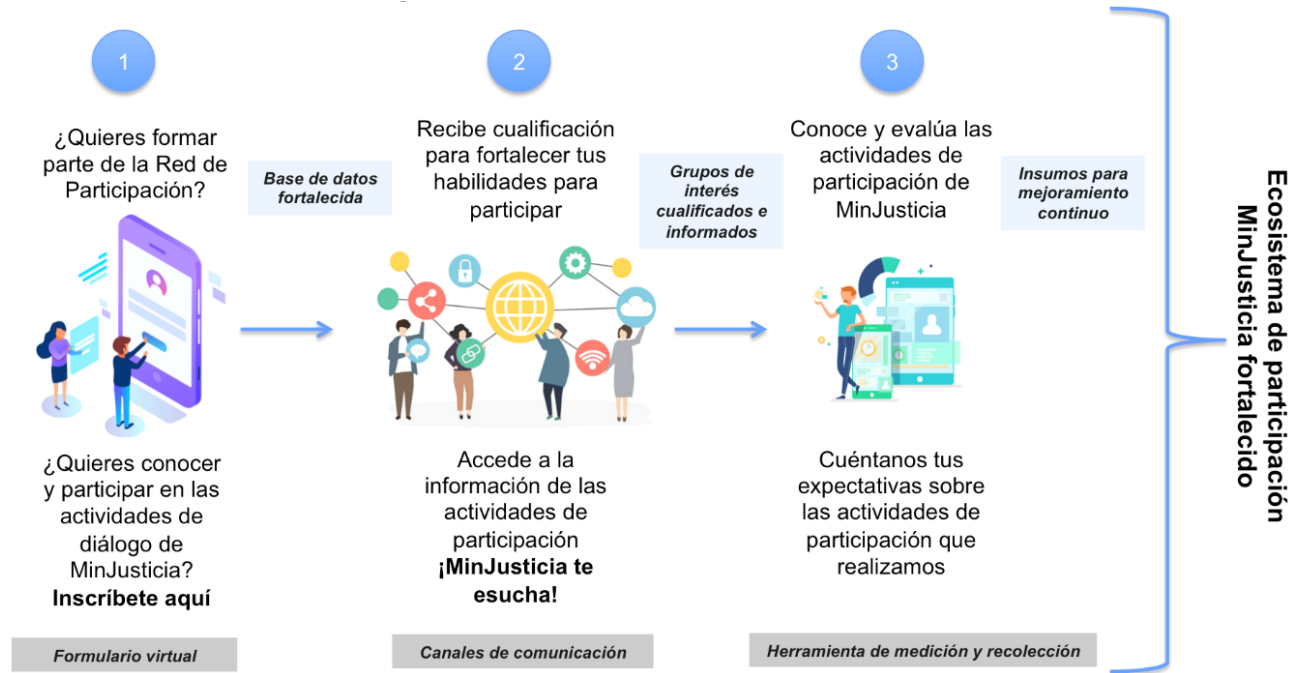 1
¿Quieres formar
parte de la Red de
Participación?
¿Quieres conocer
y participar en las
actividades de
diálogo de
MinJusticia?
Inscríbete aquí
Formulario virtual
Base de datos
fortalecida
2
Recibe cualificación
para fortalecer tus
habilidades para
participar
Accede a la
información de las
actividades de
participación
¡MinJusticia te
esucha!
Canales de comunicación
Grupos de
interés
cualificados e
informados
3
Conoce y evalúa las
actividades de
participación de
MinJusticia
Cuéntanos tus
expectativas sobre
las actividades de
participación que
realizamos
Herramienta de medición y recolección
Insumos para
mejoramiento
continuo
Ecosistema de participación
MinJusticia fortalecido